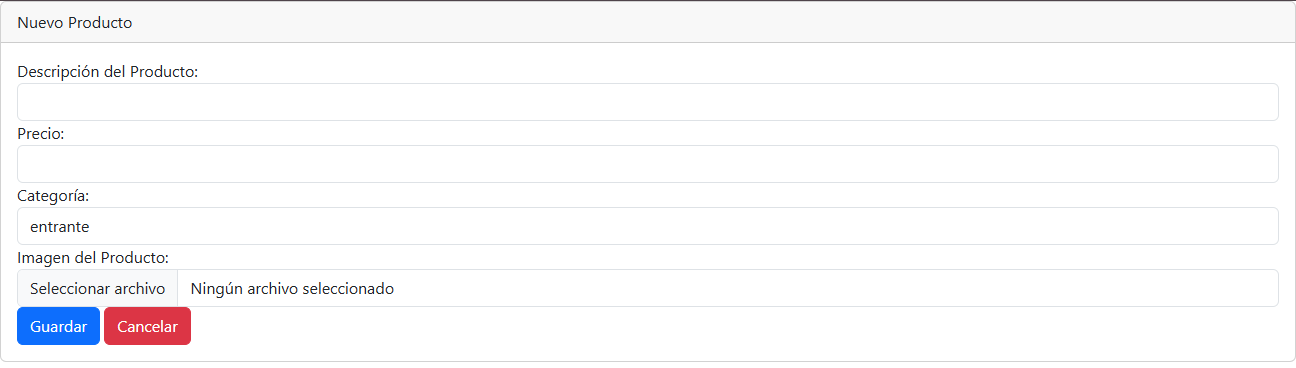 Nuevo Producto
Descripción del Producto:
Precio:
Categoría:
entrante
Imagen del Producto:
Seleccionar archivo Ningún archivo seleccionado
Guardar Cancelar